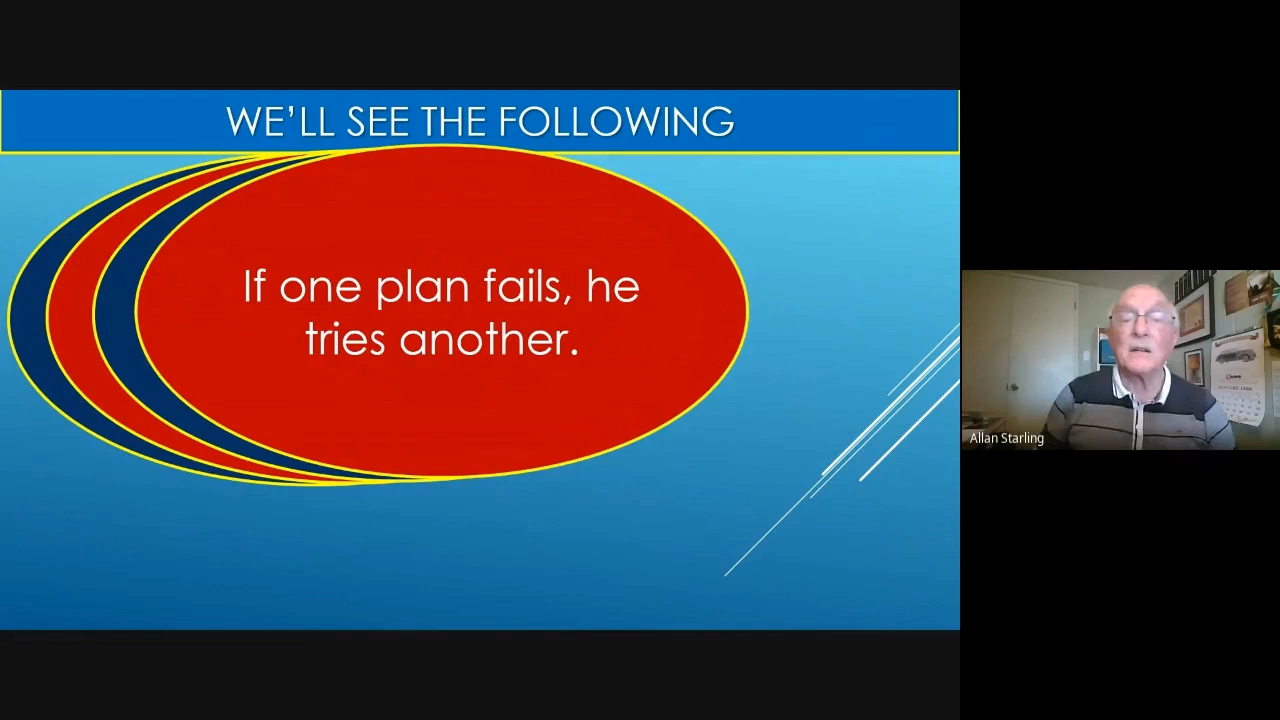 WE'LL SEE THE FOLLOWING
If one plan fails, he
tries another.
Allan Starling